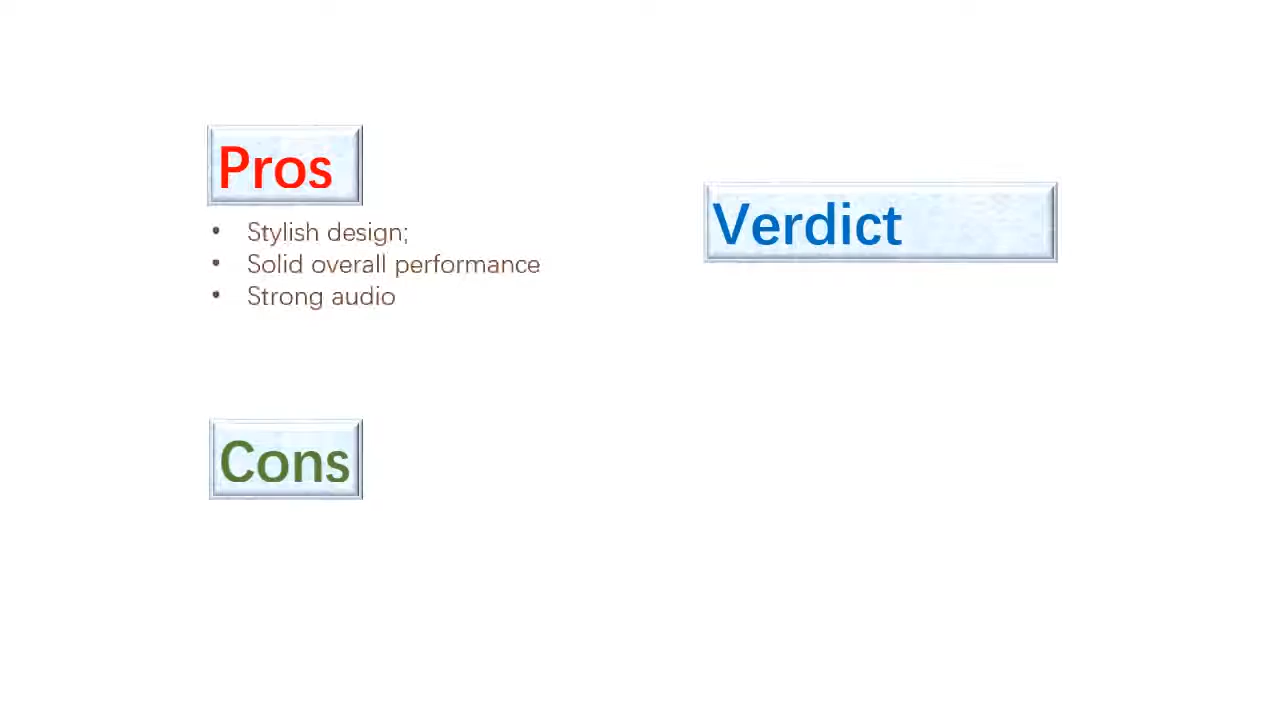 Pros
• Stylish design;
• Solid overall performance
• Strong audio
Cons
Verdict